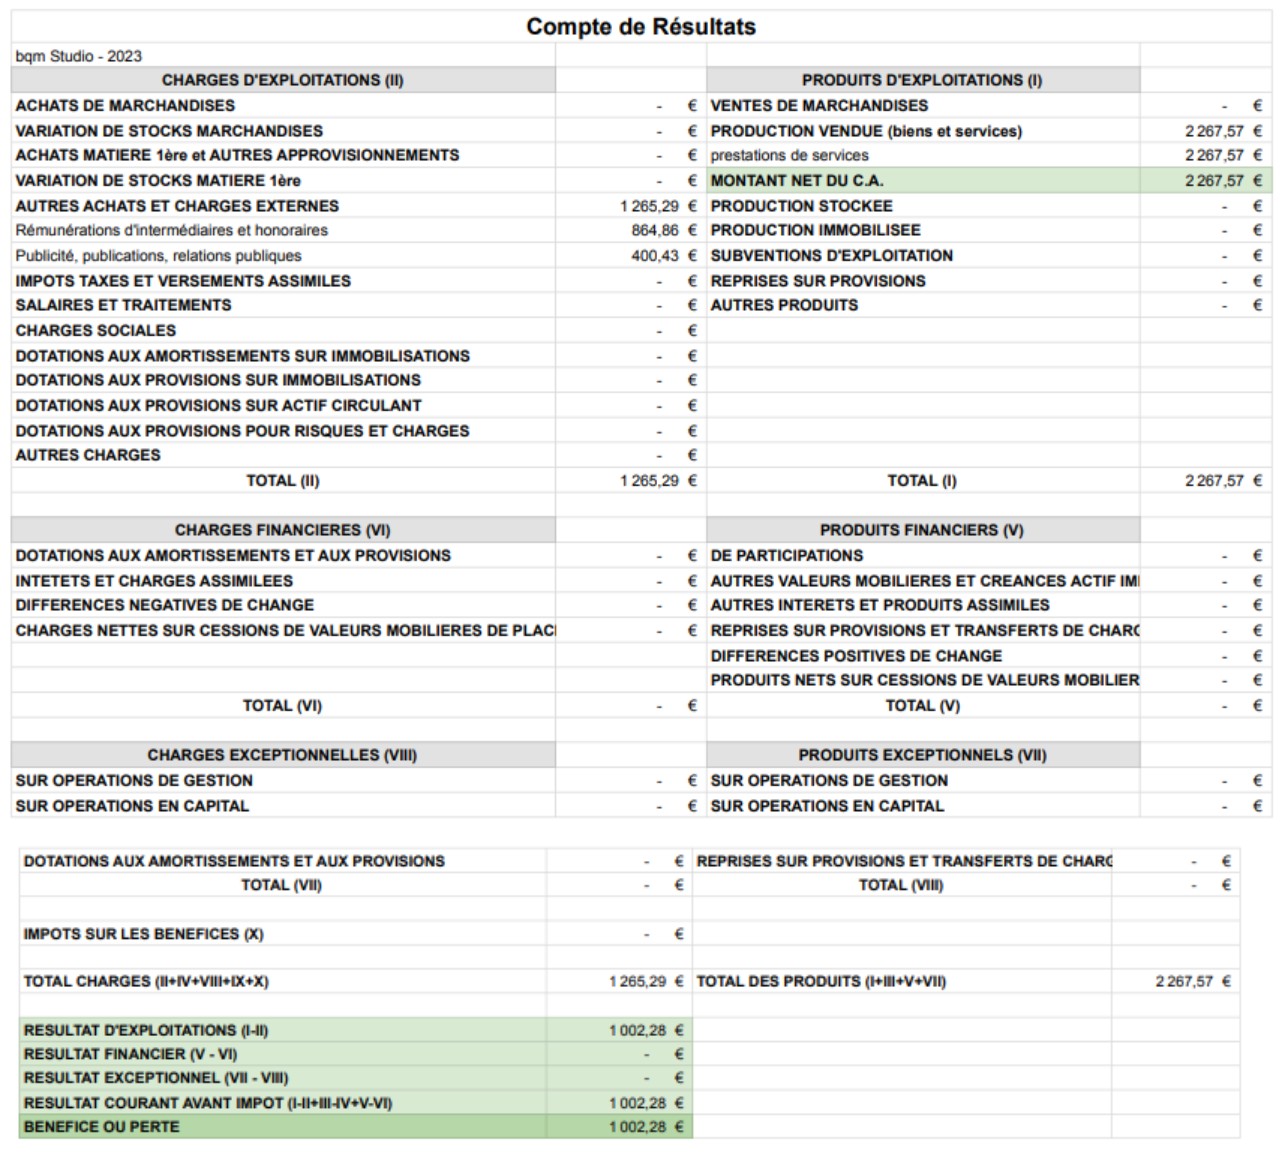 Compte de Résultats
bqm Studio - 2023
CHARGES D'EXPLOITATIONS (II) PRODUITS D'EXPLOITATIONS (I)
ACHATS DE MARCHANDISES - € VENTES DE MARCHANDISES - €
VARIATION DE STOCKS MARCHANDISES - € PRODUCTION VENDUE (biens et services) 2 267,57 €
ACHATS MATIERE 1ère et AUTRES APPROVISIONNEMENTS - € prestations de services 2 267,57 €
VARIATION DE STOCKS MATIERE 1ère - € MONTANT NET DU C.A. 2 267,57 €
AUTRES ACHATS ET CHARGES EXTERNES 1 265,29 € PRODUCTION STOCKEE - €
Rémunérations d'intermédiaires et honoraires 864,86 € PRODUCTION IMMOBILISEE - €
Publicité, publications, relations publiques 400,43 € SUBVENTIONS D'EXPLOITATION - €
IMPOTS TAXES ET VERSEMENTS ASSIMILES - € REPRISES SUR PROVISIONS - €
SALAIRES ET TRAITEMENTS - € AUTRES PRODUITS - €
CHARGES SOCIALES - €
DOTATIONS AUX AMORTISSEMENTS SUR IMMOBILISATIONS - €
DOTATIONS AUX PROVISIONS SUR IMMOBILISATIONS - €
DOTATIONS AUX PROVISIONS SUR ACTIF CIRCULANT - €
DOTATIONS AUX PROVISIONS POUR RISQUES ET CHARGES - €
AUTRES CHARGES - €
TOTAL (II) 1 265,29 € TOTAL (I) 2 267,57 €
CHARGES FINANCIERES (VI) PRODUITS FINANCIERS (V)
DOTATIONS AUX AMORTISSEMENTS ET AUX PROVISIONS - € DE PARTICIPATIONS - €
INTETETS ET CHARGES ASSIMILEES - € AUTRES VALEURS MOBILIERES ET CREANCES ACTIF IM - €
DIFFERENCES NEGATIVES DE CHANGE - € AUTRES INTERETS ET PRODUITS ASSIMILES - €
CHARGES NETTES SUR CESSIONS DE VALEURS MOBILIERES DE PLAC - € REPRISES SUR PROVISIONS ET TRANSFERTS DE CHARG - €
DIFFERENCES POSITIVES DE CHANGE - €
PRODUITS NETS SUR CESSIONS DE VALEURS MOBILIER - €
TOTAL (VI) - € TOTAL (V) - €
CHARGES EXCEPTIONNELLES (VIII) PRODUITS EXCEPTIONNELS (VII)
SUR OPERATIONS DE GESTION - € SUR OPERATIONS DE GESTION - €
SUR OPERATIONS EN CAPITAL - € SUR OPERATIONS EN CAPITAL - €
DOTATIONS AUX AMORTISSEMENTS ET AUX PROVISIONS - € REPRISES SUR PROVISIONS ET TRANSFERTS DE CHARG - €
TOTAL (VII) - € TOTAL (VIII) - €
IMPOTS SUR LES BENEFICES (X) - €
TOTAL CHARGES (II+IV+VIII+IX+X) 1 265,29 € TOTAL DES PRODUITS (I+III+V+VII) 2 267,57 €
RESULTAT D'EXPLOITATIONS (I-II) 1 002,28 €
RESULTAT FINANCIER (V - VI) - €
RESULTAT EXCEPTIONNEL (VII - VIII) - €
RESULTAT COURANT AVANT IMPOT (I-II+III-IV+V-VI) 1 002,28 €
BENEFICE OU PERTE 1 002,28 €